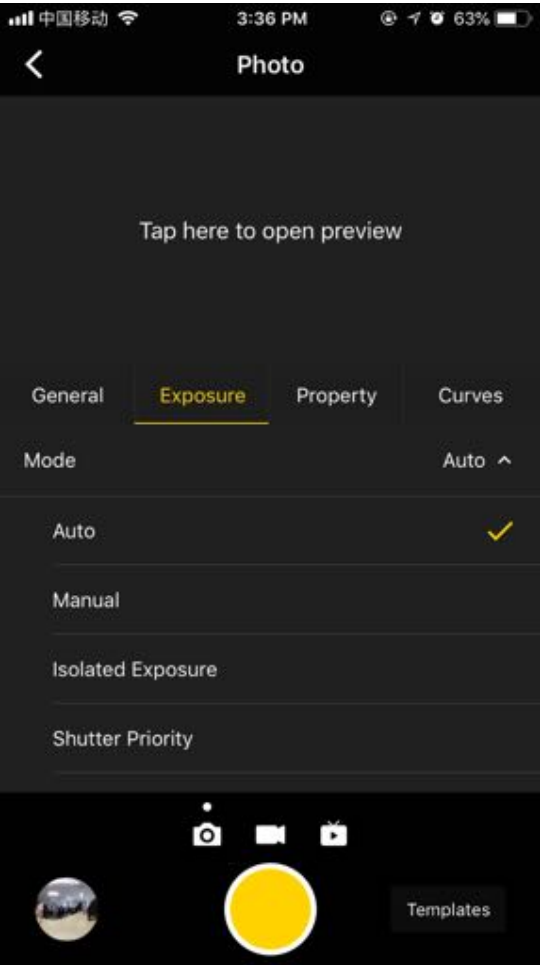 中国移动 3:36 PM 63%
Photo
Tap here to open preview
General Exposure Property Curves
Mode Auto
Auto
Manual
Isolated Exposure
Shutter Priority
Templates